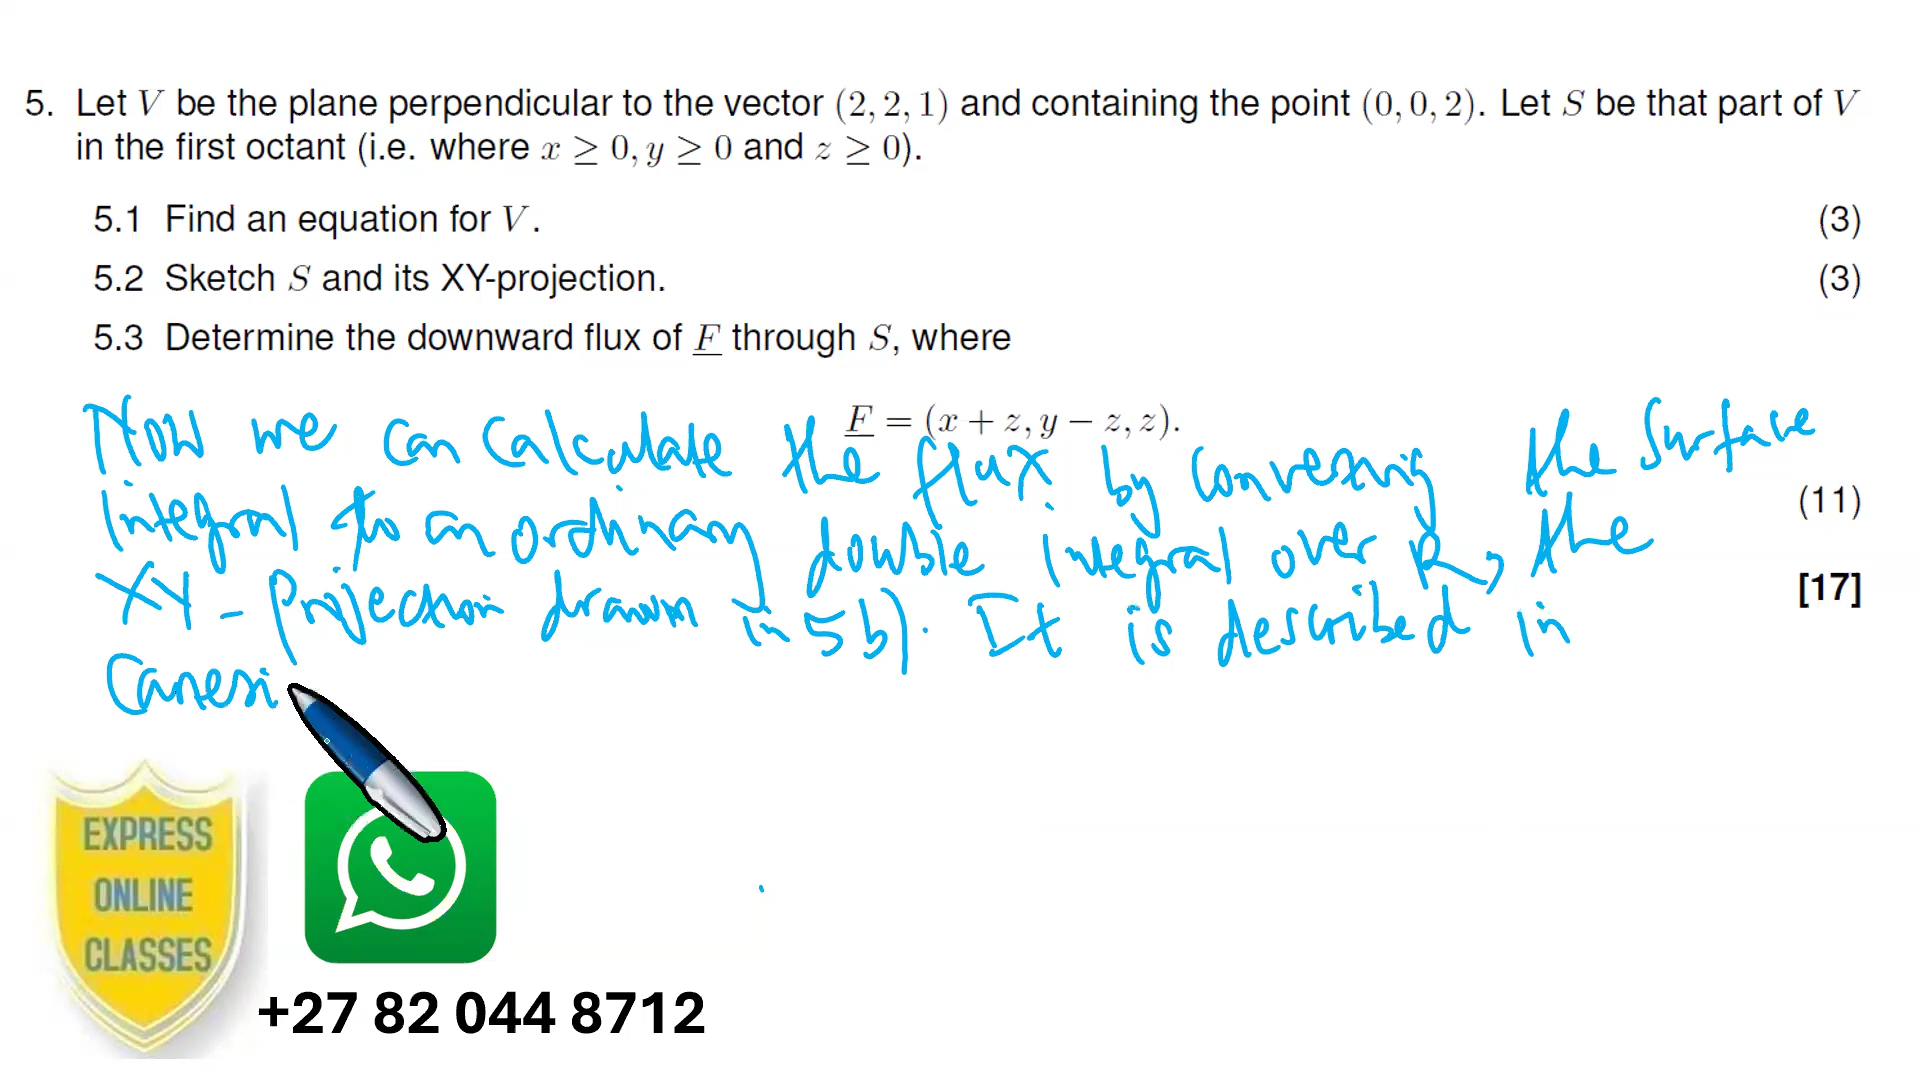 5. Let V be the plane perpendicular to the vector (2, 2, 1) and containing the point (0, 0, 2). Let S be that part of V
in the first octant (i.e. where x ≥ 0, y ≥ 0 and z ≥ 0).
5.1 Find an equation for V. (3)
5.2 Sketch S and its XY-projection. (3)
5.3 Determine the downward flux of F through S, where
F = (x + z, y − z, z).
(11)
[17]
Now we can calculate the flux by converting the surface
integral to an ordinary double integral over R, the
XY-projection drawn in 5b). It is described in
Cartesi
EXPRESS
ONLINE
CLASSES
+27 82 044 8712